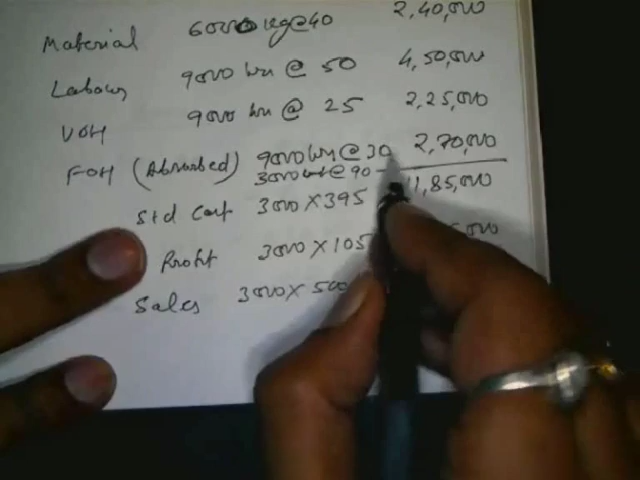 Material 6000 kg@40 2,40,000
Labour 9000 hrs @ 50 4,50,000
VOH 9000 hrs @ 25 2,25,000
FOH (Absorbed) 9000 hrs@30 2,70,000
3000 unt@90
Std Cost 3000 X 395 11,85,000
Profit 3000 X 105
Sales 3000 X 500